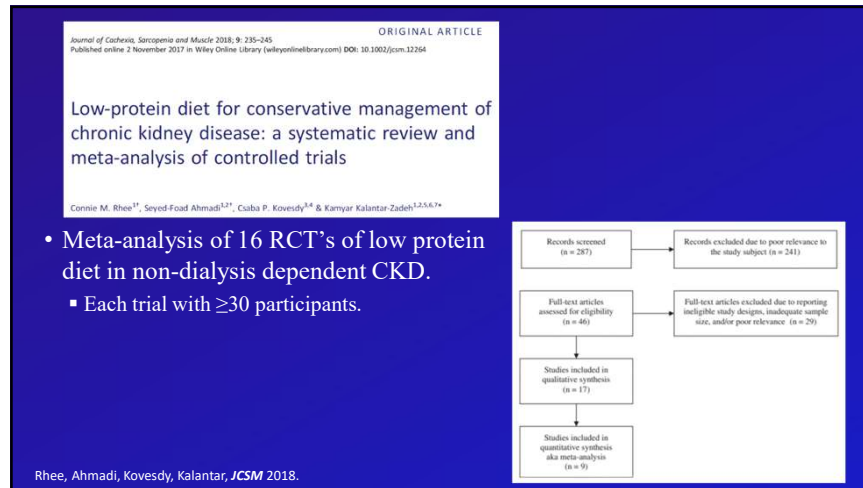 ORIGINAL ARTICLE
Journal of Cachexia, Sarcopenia and Muscle 2018; 9: 235–245
Published online 2 November 2017 in Wiley Online Library (wileyonlinelibrary.com) DOI: 10.1002/jcsm.12264
Low-protein diet for conservative management of
chronic kidney disease: a systematic review and
meta-analysis of controlled trials
Connie M. Rhee1†, Seyed-Foad Ahmadi1,2†, Csaba P. Kovesdy3,4 & Kamyar Kalantar-Zadeh1,2,5,6,7*
• Meta-analysis of 16 RCT's of low protein
diet in non-dialysis dependent CKD.
▪ Each trial with ≥30 participants.
Records screened
(n = 287)
Records excluded due to poor relevance to
the study subject (n = 241)
Full-text articles
assessed for eligibility
(n = 46)
Full-text articles excluded due to reporting
ineligible study designs, inadequate sample
size, and/or poor relevance (n = 29)
Studies included in
qualitative synthesis
(n = 17)
Studies included in
quantitative synthesis
aka meta-analysis
(n = 9)
Rhee, Ahmadi, Kovesdy, Kalantar, JCSM 2018.